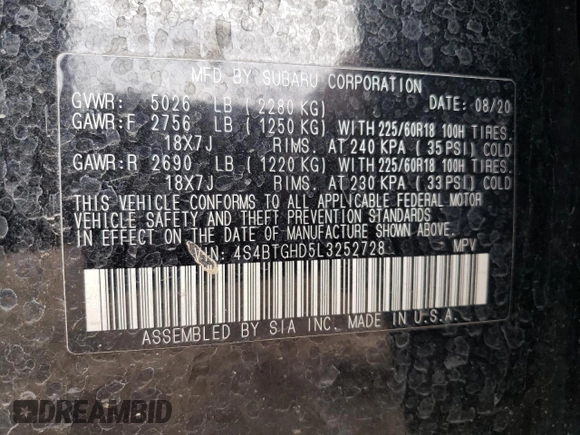 MFD. BY SUBARU CORPORATION
GVWR: 5026 LB (2280 KG) DATE: 08/20
GAWR:F 2756 LB (1250 KG) WITH 225/60R18 100H TIRES.
18X7J RIMS. AT 240 KPA (35 PSI) COLD
GAWR:R 2690 LB (1220 KG) WITH 225/60R18 100H TIRES.
18X7J RIMS. AT 230 KPA (33 PSI) COLD
THIS VEHICLE CONFORMS TO ALL APPLICABLE FEDERAL MOTOR
VEHICLE SAFETY AND THEFT PREVENTION STANDARDS
IN EFFECT ON THE DATE OF MANUFACTURE SHOWN ABOVE.
VIN: 4S4BTGHD5L3252728 MPV
ASSEMBLED BY SIA INC. MADE IN U.S.A.
DREAMBID